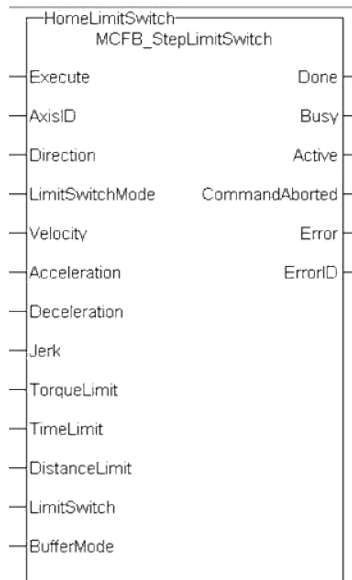 HomeLimitSwitch
MCFB_StepLimitSwitch
Execute Done
AxisID Busy
Direction Active
LimitSwitchMode CommandAborted
Velocity Error
Acceleration ErrorID
Deceleration
Jerk
TorqueLimit
TimeLimit
DistanceLimit
LimitSwitch
BufferMode